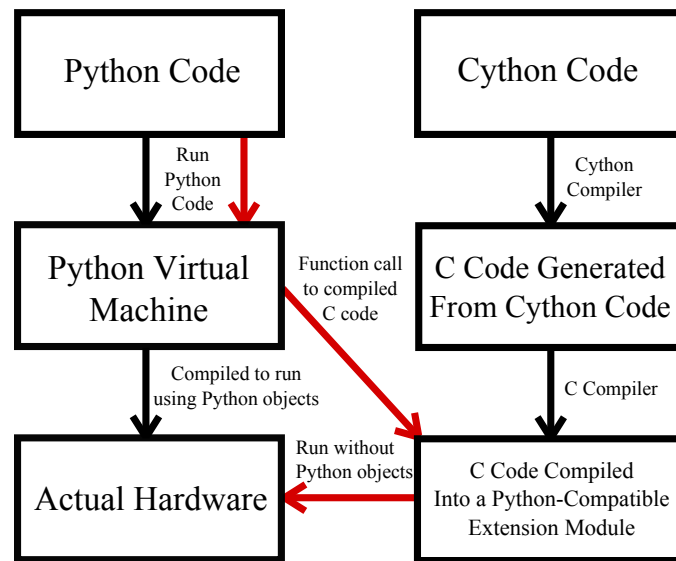 Python Code
Cython Code
Run
Python
Code
Cython
Compiler
Python Virtual
Machine
Function call
to compiled
C code
C Code Generated
From Cython Code
Compiled to run
using Python objects
C Compiler
Actual Hardware
Run without
Python objects
C Code Compiled
Into a Python-Compatible
Extension Module